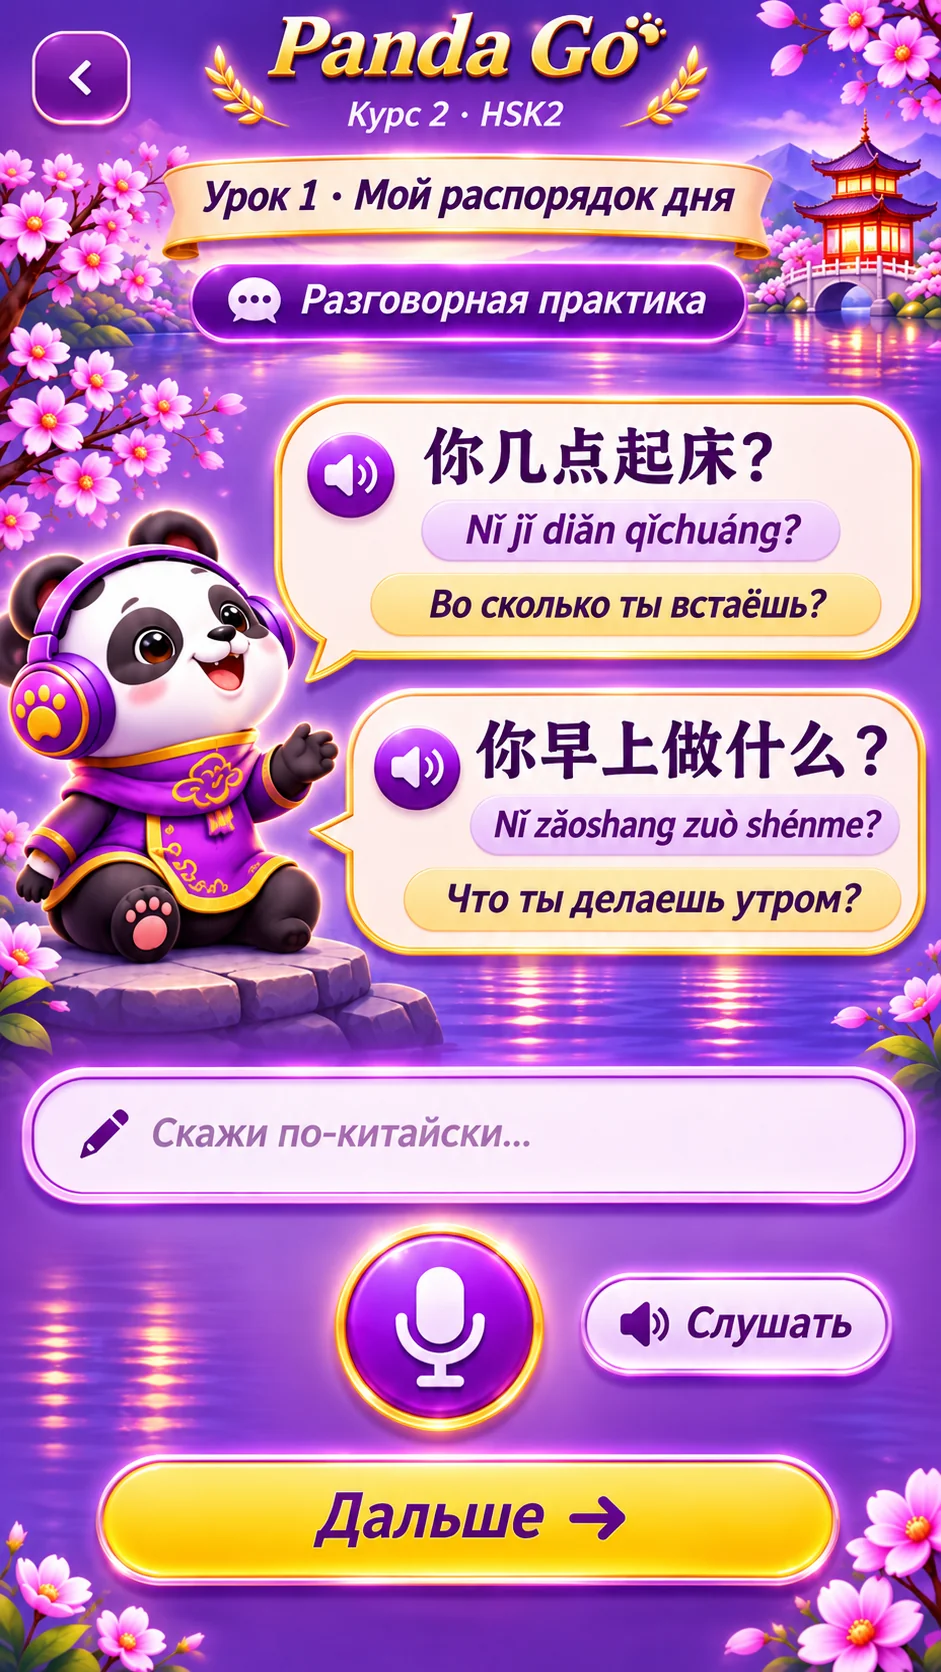 Panda Go
Курс 2 · HSK2
Урок 1 · Мой распорядок дня
Разговорная практика
你几点起床？
Nǐ jǐ diǎn qǐchuáng?
Во сколько ты встаёшь?
你早上做什么？
Nǐ zǎoshang zuò shénme?
Что ты делаешь утром?
Скажи по-китайски...
Слушать
Дальше →